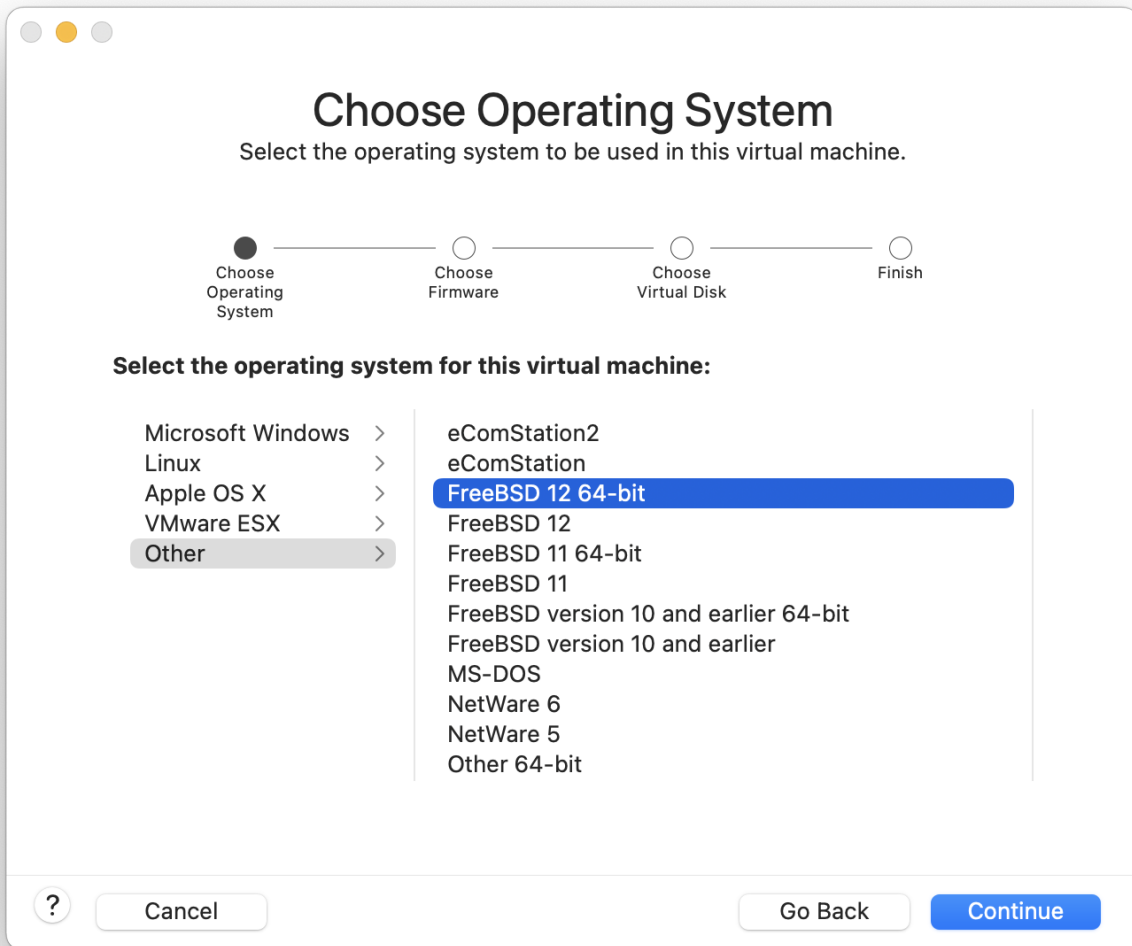 Choose Operating System
Select the operating system to be used in this virtual machine.
Choose
Operating
System
Choose
Firmware
Choose
Virtual Disk
Finish
Select the operating system for this virtual machine:
Microsoft Windows
Linux
Apple OS X
VMware ESX
Other
eComStation2
eComStation
FreeBSD 12 64-bit
FreeBSD 12
FreeBSD 11 64-bit
FreeBSD 11
FreeBSD version 10 and earlier 64-bit
FreeBSD version 10 and earlier
MS-DOS
NetWare 6
NetWare 5
Other 64-bit
?
Cancel
Go Back
Continue